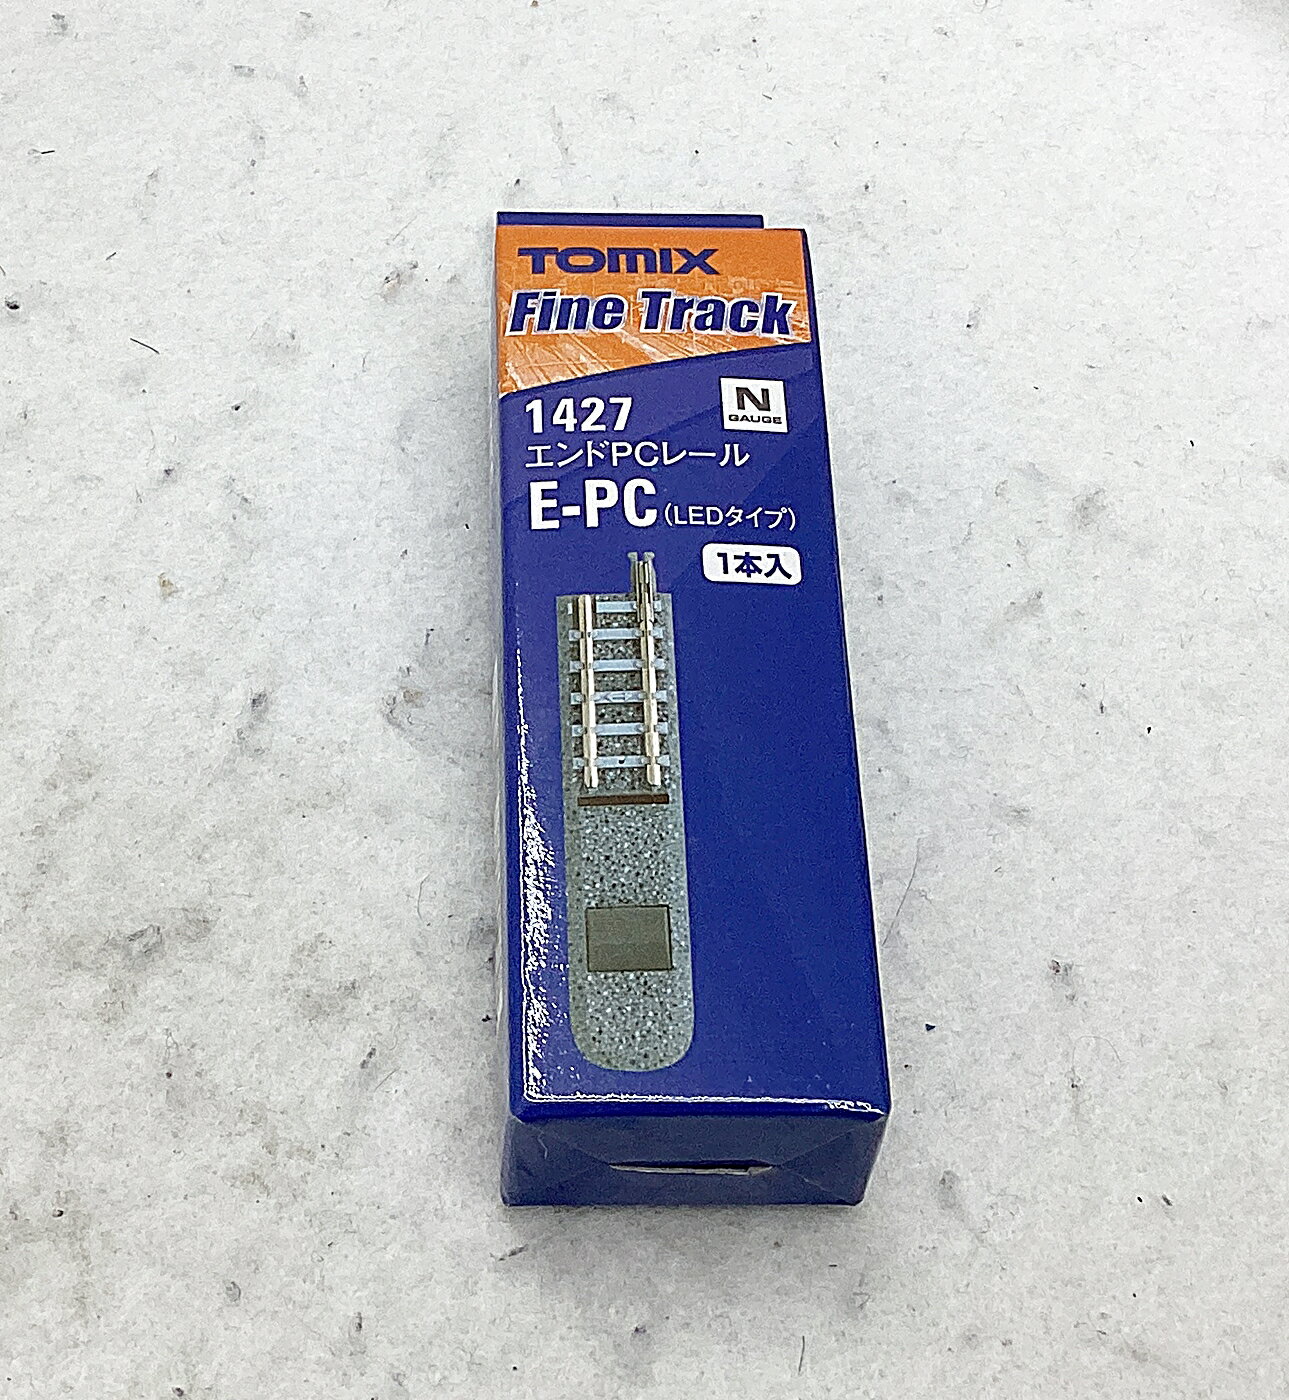 TOMIX
Fine Track
N
GAUGE
1427
エンドPCレール
E-PC (LEDタイプ)
1本入